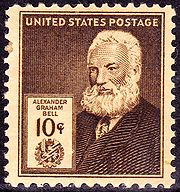 UNITED STATES POSTAGE
ALEXANDER
GRAHAM
BELL
10¢